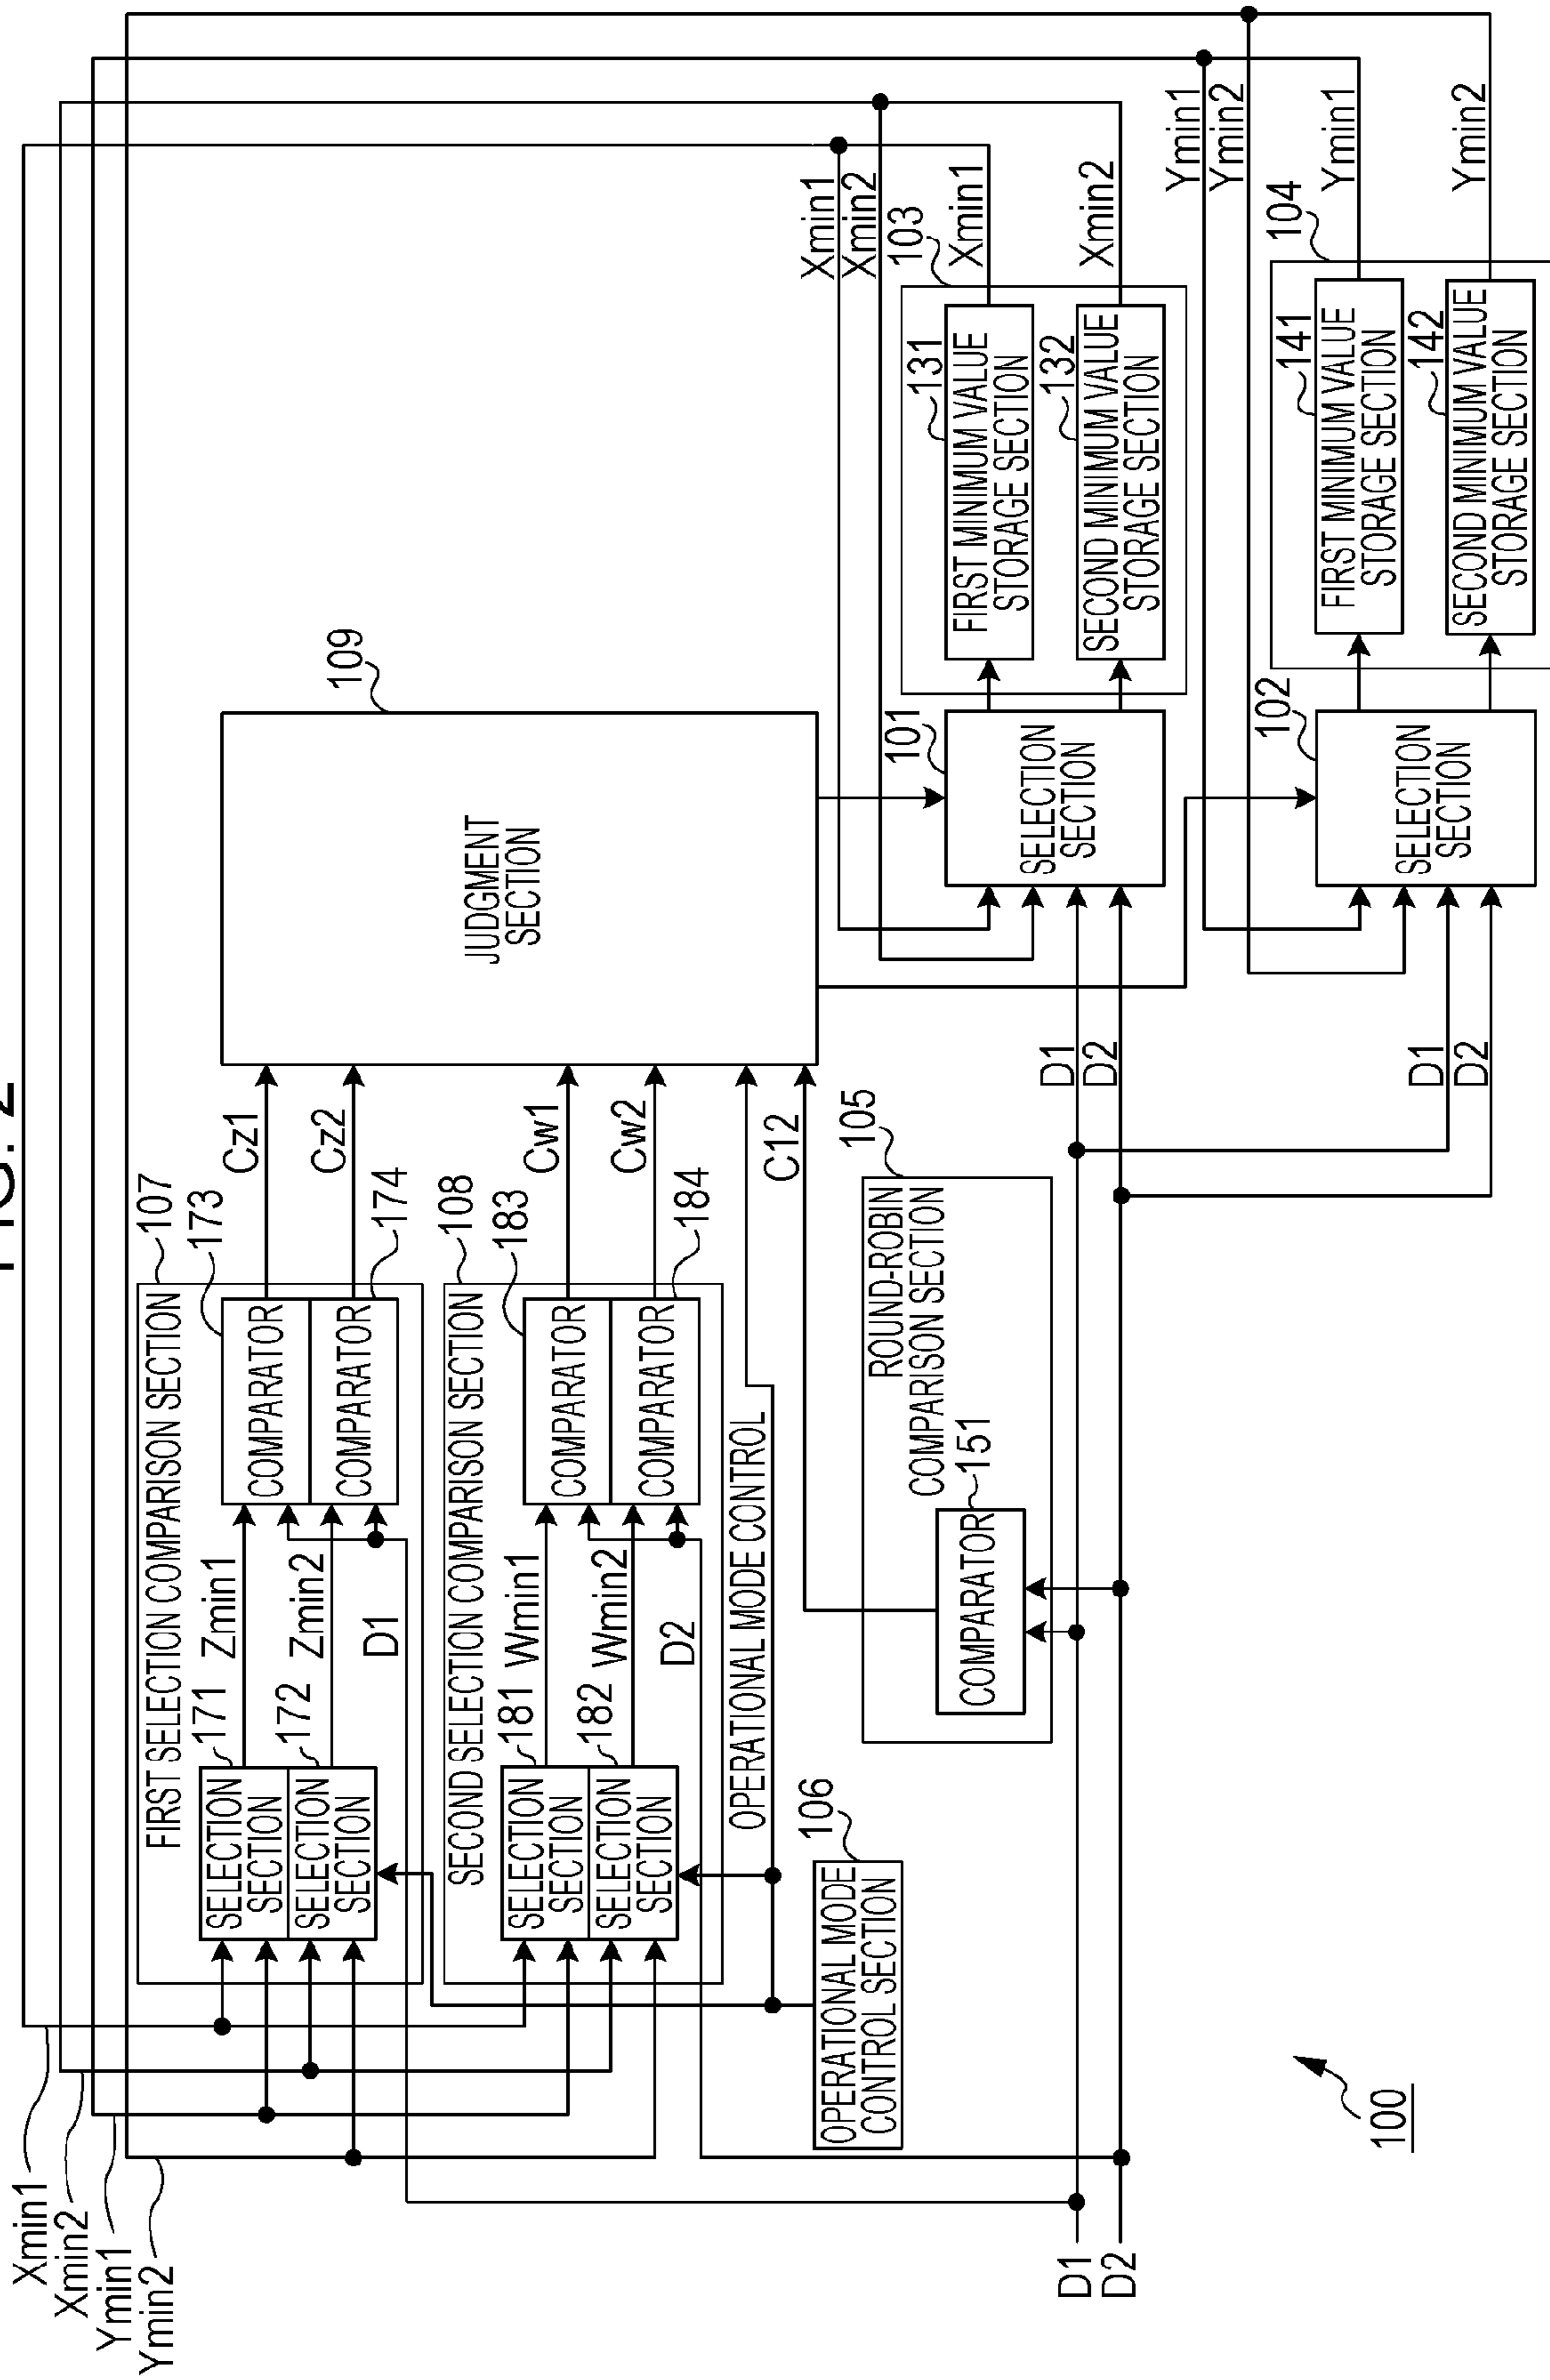 FIG. 2
Xmin1
Xmin2
Ymin1
Ymin2
FIRST SELECTION COMPARISON SECTION
107
171
SELECTION
SECTION
172
SELECTION
SECTION
Zmin1
Zmin2
D1
173
COMPARATOR
174
COMPARATOR
Cz1
Cz2
SECOND SELECTION COMPARISON SECTION
108
181
SELECTION
SECTION
182
SELECTION
SECTION
Wmin1
Wmin2
D2
183
COMPARATOR
184
COMPARATOR
Cw1
Cw2
OPERATIONAL MODE CONTROL
C12
109
JUDGMENT
SECTION
106
OPERATIONAL MODE
CONTROL SECTION
105
ROUND-ROBIN
COMPARISON SECTION
151
COMPARATOR
D1
D2
D1
D2
101
SELECTION
SECTION
Xmin1
Xmin2
103
131
FIRST MINIMUM VALUE
STORAGE SECTION
132
SECOND MINIMUM VALUE
STORAGE SECTION
Xmin1
Xmin2
D1
D2
102
SELECTION
SECTION
Ymin1
Ymin2
104
141
FIRST MINIMUM VALUE
STORAGE SECTION
142
SECOND MINIMUM VALUE
STORAGE SECTION
Ymin1
Ymin2
100